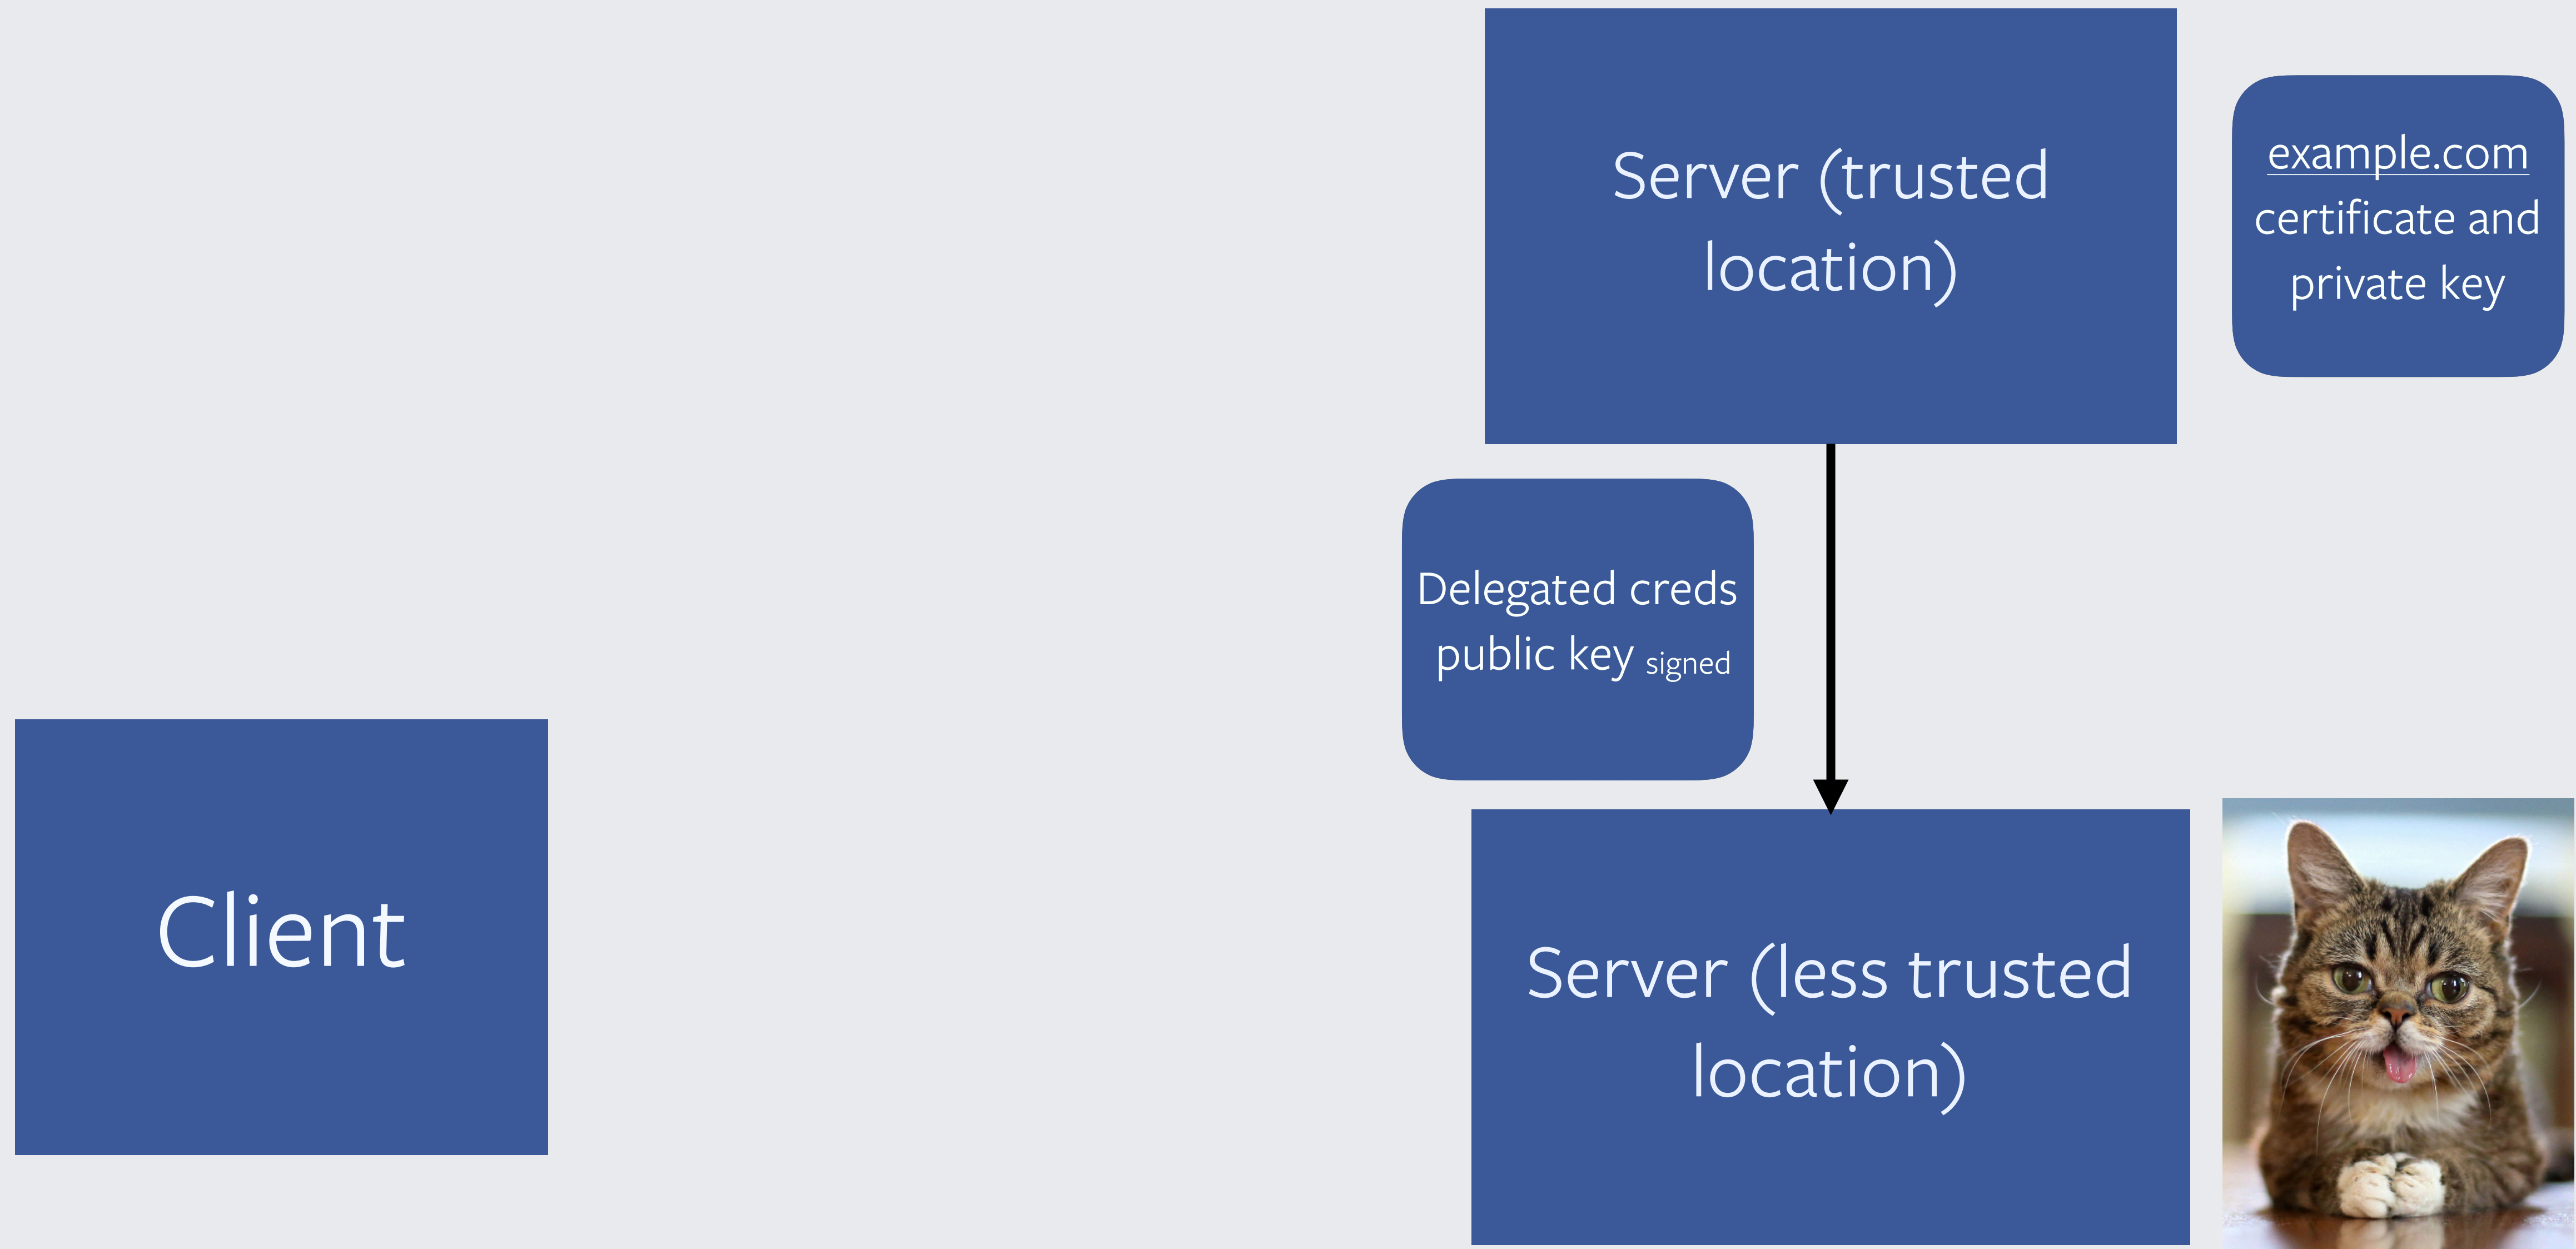 Server (trusted
location)
example.com
certificate and
private key
Delegated creds
public key signed
Client
Server (less trusted
location)